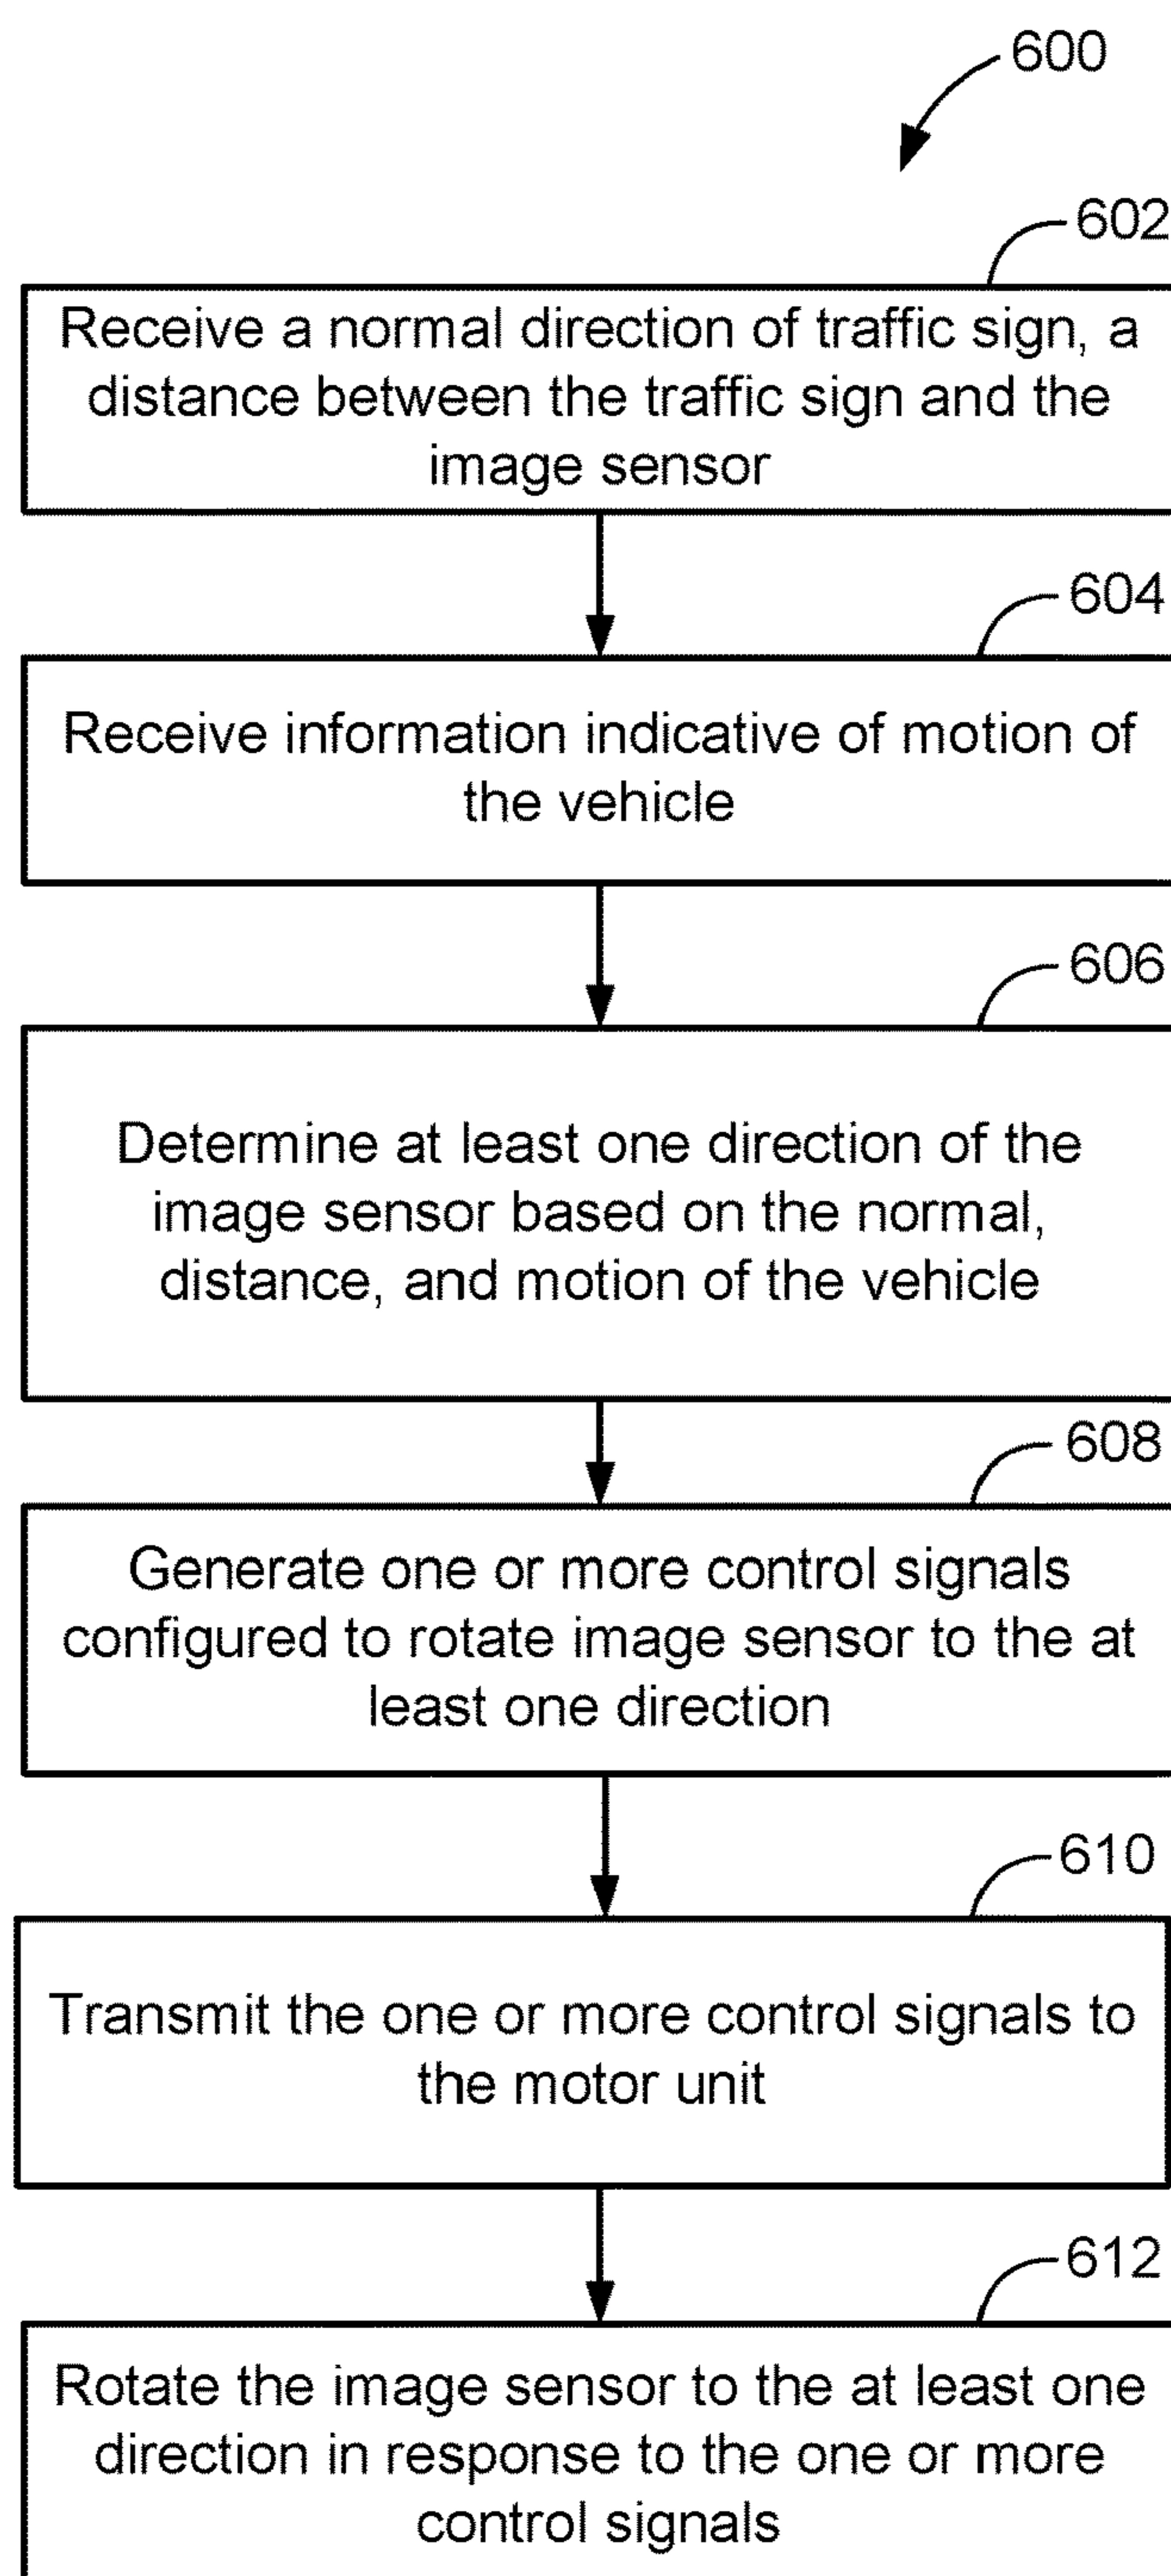 600
602
Receive a normal direction of traffic sign, a
distance between the traffic sign and the
image sensor
604
Receive information indicative of motion of
the vehicle
606
Determine at least one direction of the
image sensor based on the normal,
distance, and motion of the vehicle
608
Generate one or more control signals
configured to rotate image sensor to the at
least one direction
610
Transmit the one or more control signals to
the motor unit
612
Rotate the image sensor to the at least one
direction in response to the one or more
control signals